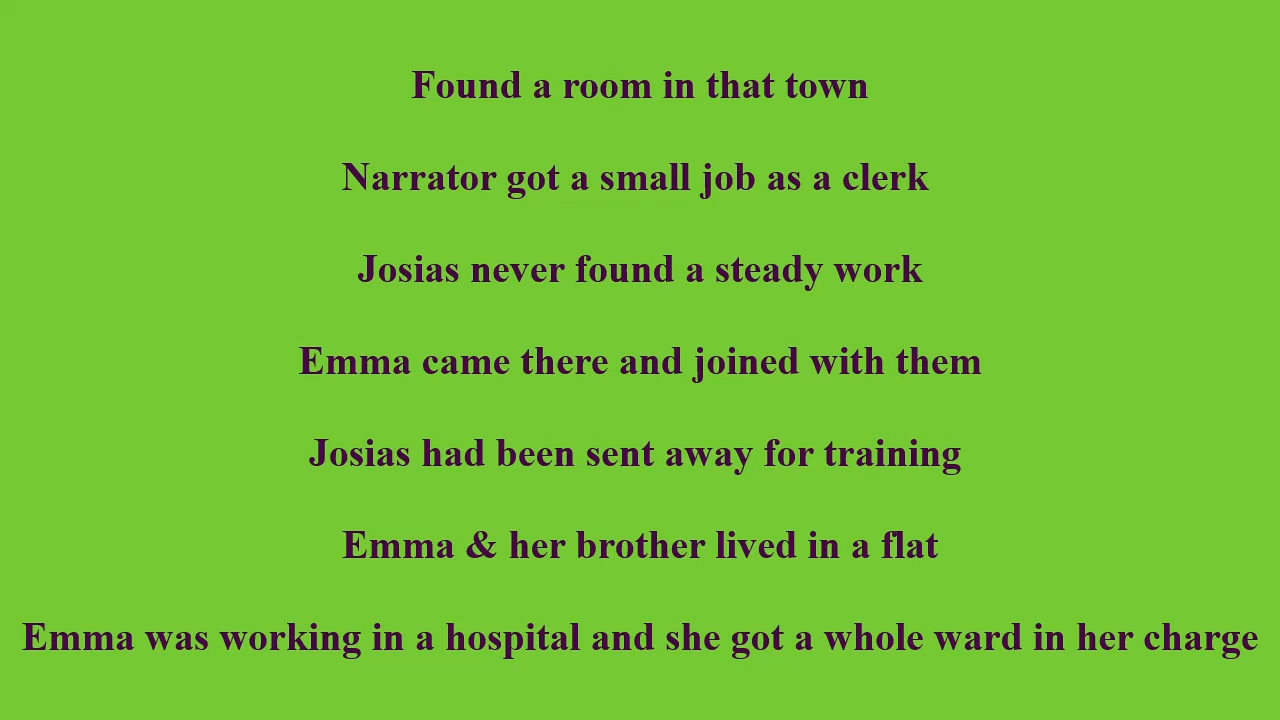 Found a room in that town
Narrator got a small job as a clerk
Josias never found a steady work
Emma came there and joined with them
Josias had been sent away for training
Emma & her brother lived in a flat
Emma was working in a hospital and she got a whole ward in her charge